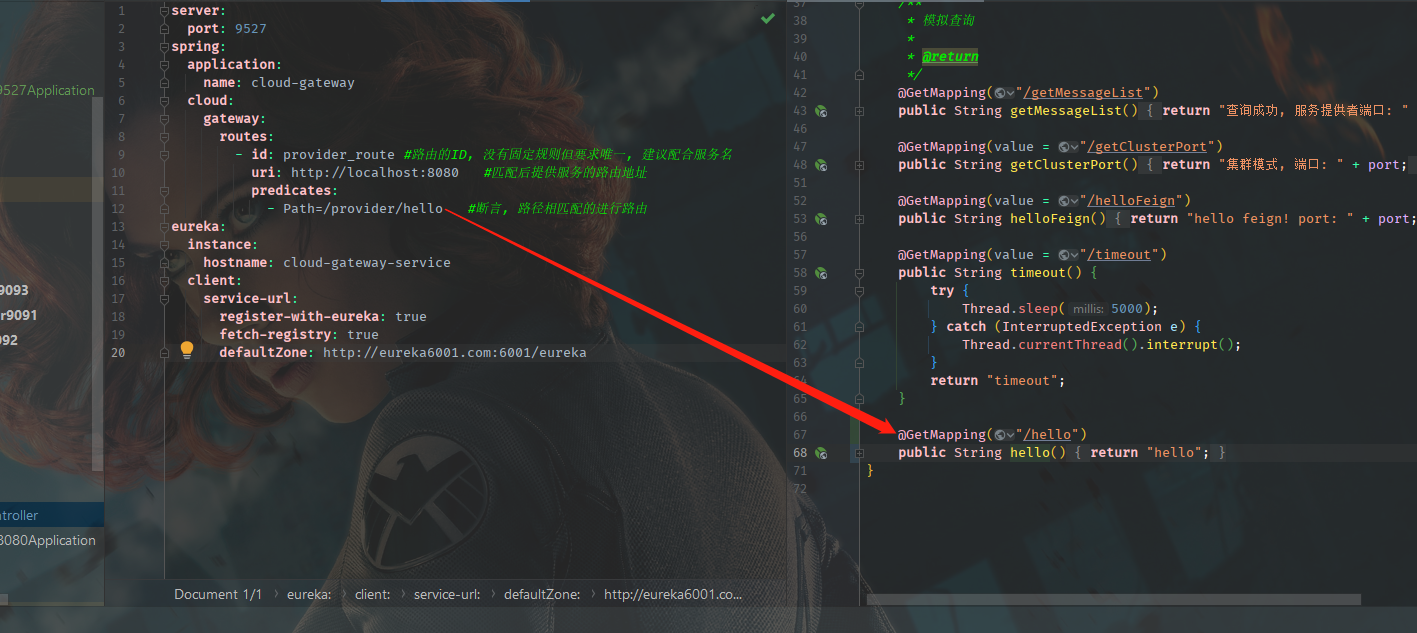 9527Application
9093
r9091
092
troller
8080Application
1 server:
2 port: 9527
3 spring:
4 application:
5 name: cloud-gateway
6 cloud:
7 gateway:
8 routes:
9 - id: provider_route #路由的ID, 没有固定规则但要求唯一, 建议配合服务名
10 uri: http://localhost:8080 #匹配后提供服务的路由地址
11 predicates:
12 - Path=/provider/hello #断言, 路径相匹配的进行路由
13 eureka:
14 instance:
15 hostname: cloud-gateway-service
16 client:
17 service-url:
18 register-with-eureka: true
19 fetch-registry: true
20 defaultZone: http://eureka6001.com:6001/eureka
Document 1/1 › eureka: › client: › service-url: › defaultZone: › http://eureka6001.co...
37 /**
38 * 模拟查询
39 *
40 * @return
41 */
42 @GetMapping("/getMessageList")
43 public String getMessageList() { return "查询成功, 服务提供者端口: "
46
47 @GetMapping(value = "/getClusterPort")
48 public String getClusterPort() { return "集群模式, 端口: " + port;
51
52 @GetMapping(value = "/helloFeign")
53 public String helloFeign() { return "hello feign! port: " + port;
56
57 @GetMapping(value = "/timeout")
58 public String timeout() {
59 try {
60 Thread.sleep( millis: 5000);
61 } catch (InterruptedException e) {
62 Thread.currentThread().interrupt();
63 }
64 return "timeout";
65 }
66
67 @GetMapping("/hello")
68 public String hello() { return "hello"; }
71 }
72